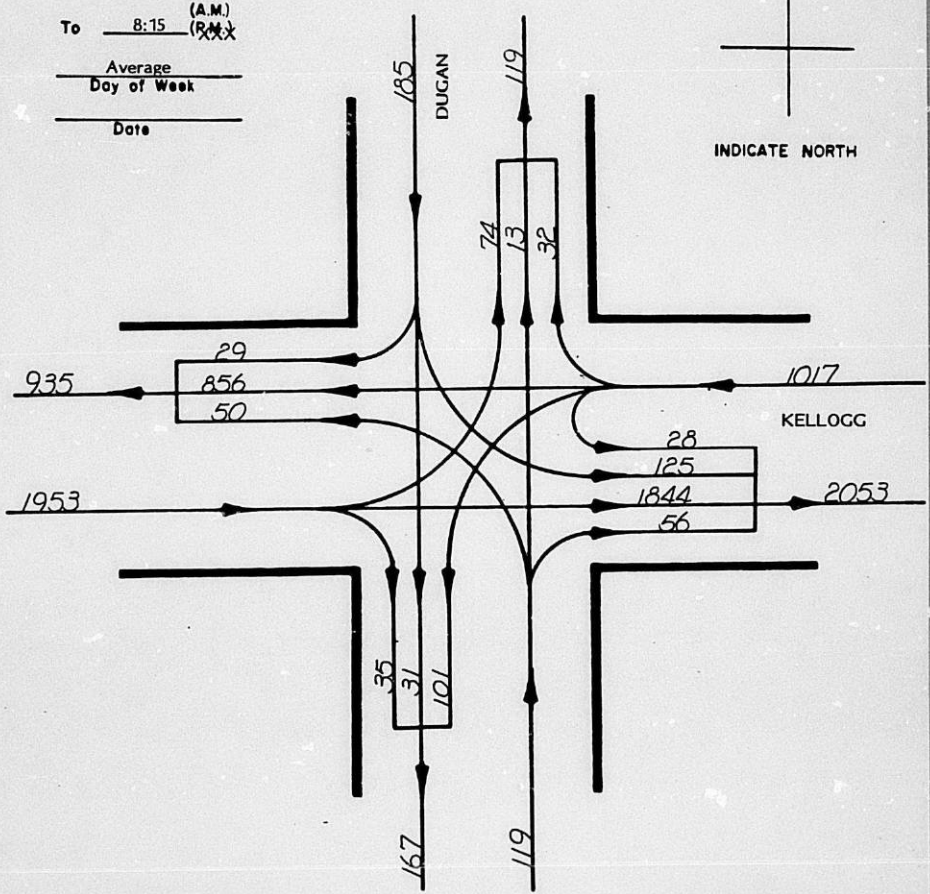 (A.M.)
To 8:15 (P.M.)
Average
Day of Week
Date
185
DUGAN
119
INDICATE NORTH
74
13
32
29
935
856
1017
50
KELLOGG
28
125
1953
1844
2053
56
35
31
101
167
119